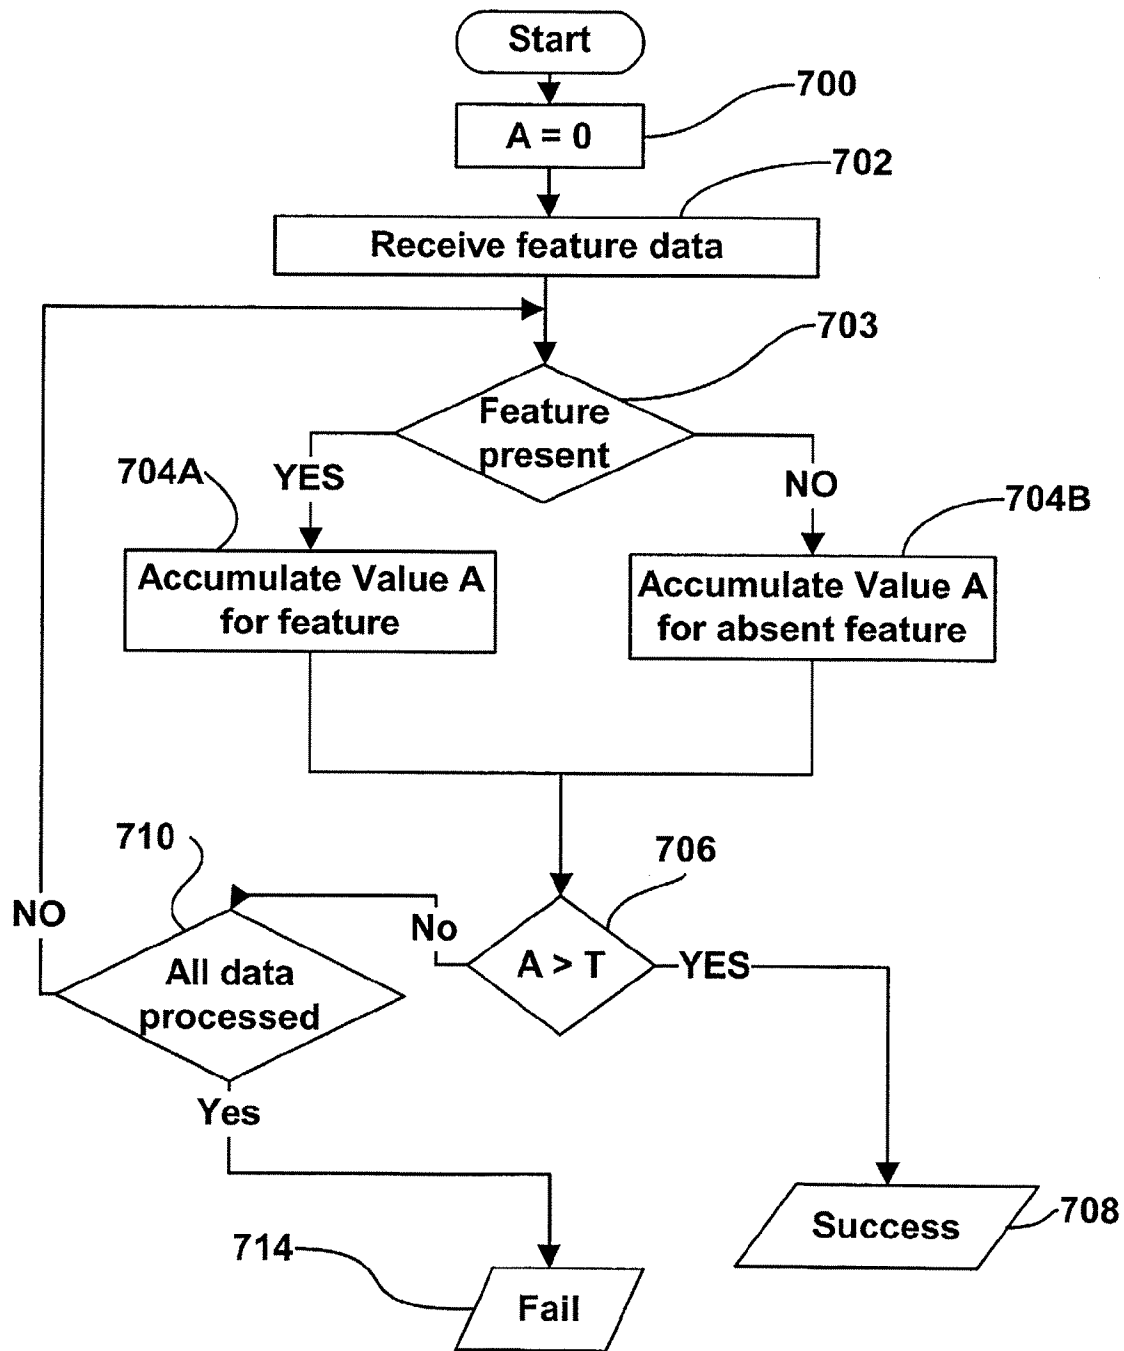 Start
700
A = 0
702
Receive feature data
703
Feature
present
704A
YES
NO
704B
Accumulate Value A
for feature
Accumulate Value A
for absent feature
710
706
NO
No
A > T
YES
All data
processed
Yes
Success
708
714
Fail